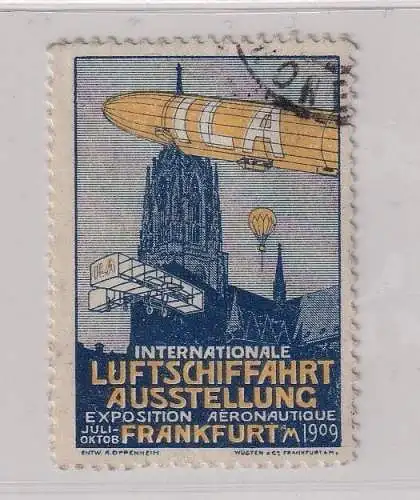 ILA
ILA
INTERNATIONALE
LUFTSCHIFFAHRT
AUSSTELLUNG
EXPOSITION AÉRONAUTIQUE
JULI-
OKTOB FRANKFURT A/M 1909
ENTW. A. OPPENHEIM WÜSTEN & Co. FRANKFURT A. M.